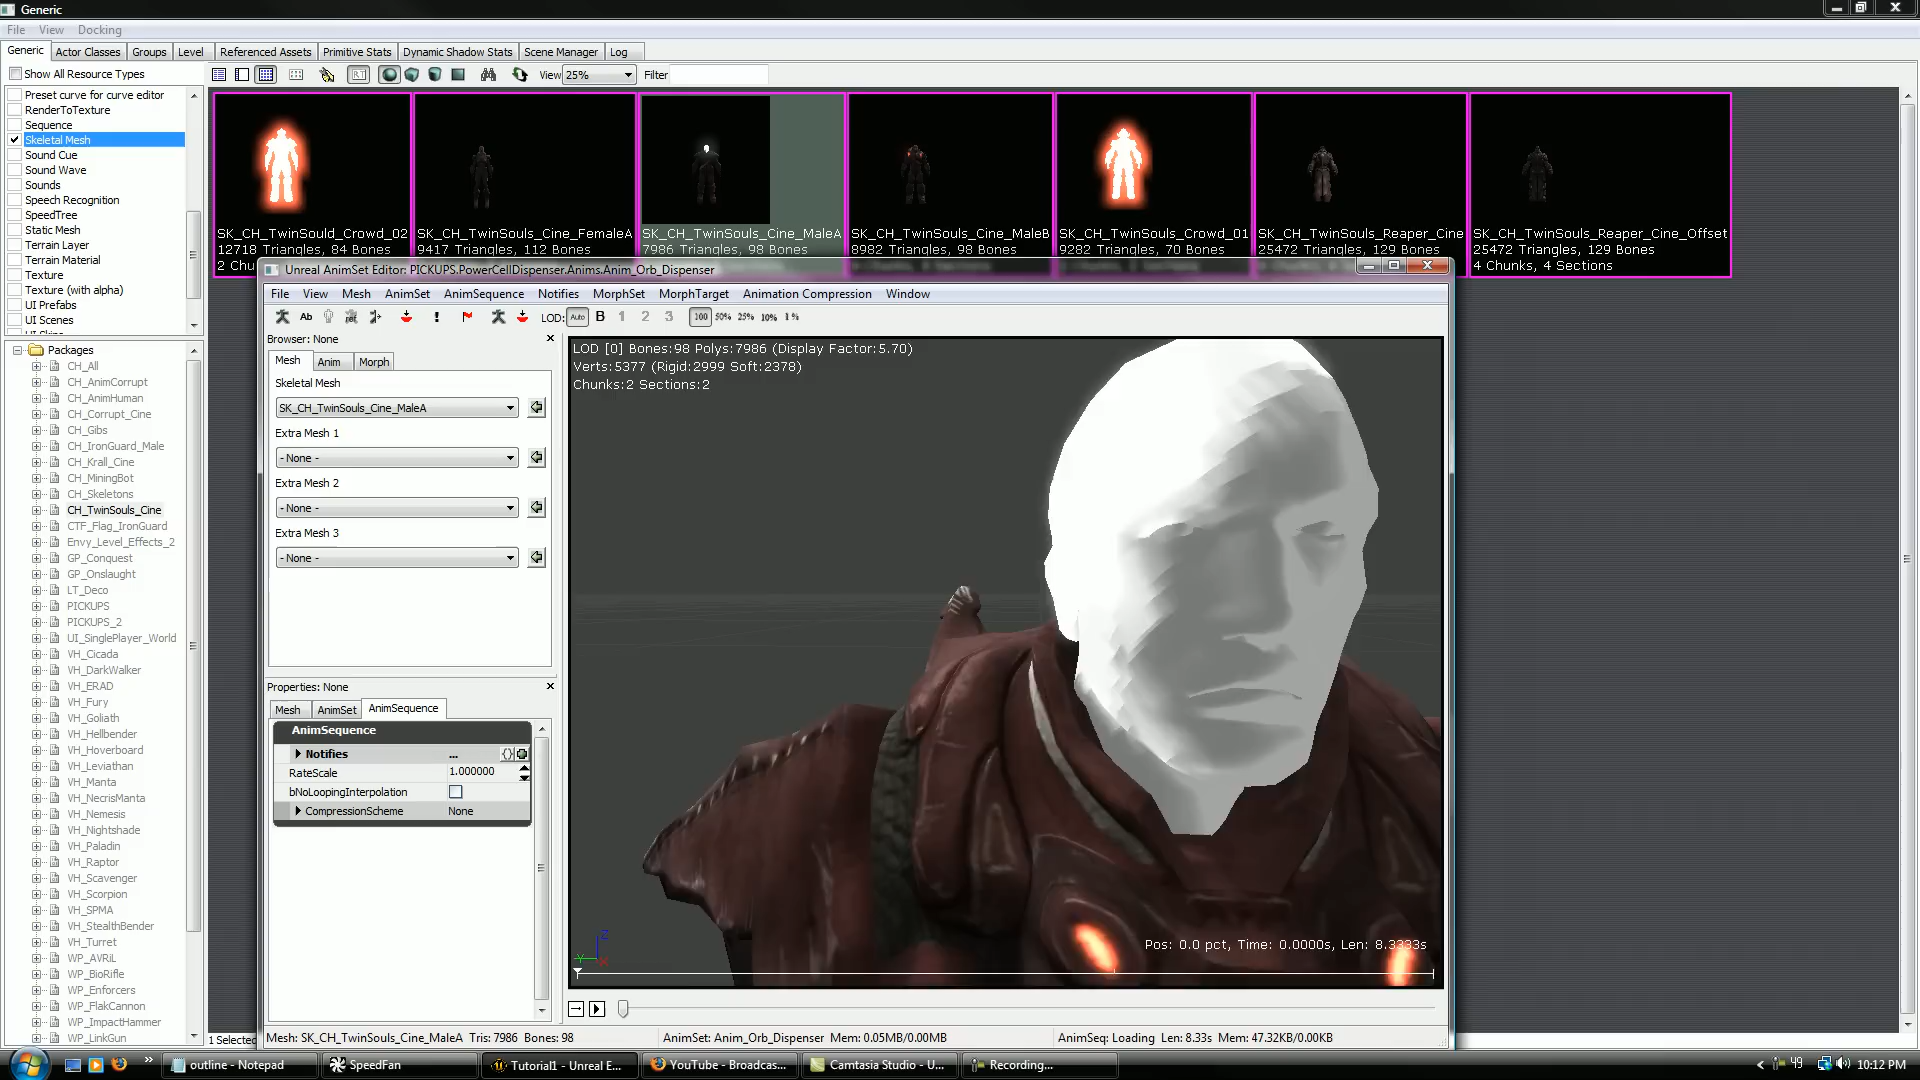 Generic
File View Docking
Generic Actor Classes Groups Level Referenced Assets Primitive Stats Dynamic Shadow Stats Scene Manager Log
Show All Resource Types
RT
View 25% Filter
Preset curve for curve editor
RenderToTexture
Sequence
Skeletal Mesh
Sound Cue
Sound Wave
Sounds
Speech Recognition
SpeedTree
Static Mesh
Terrain Layer
Terrain Material
Texture
Texture (with alpha)
UI Prefabs
UI Scenes
SK_CH_TwinSould_Crowd_02
12718 Triangles, 84 Bones
2 Chu
SK_CH_TwinSouls_Cine_FemaleA
9417 Triangles, 112 Bones
SK_CH_TwinSouls_Cine_MaleA
7986 Triangles, 98 Bones
SK_CH_TwinSouls_Cine_MaleB
8982 Triangles, 98 Bones
SK_CH_TwinSouls_Crowd_01
9282 Triangles, 70 Bones
SK_CH_TwinSouls_Reaper_Cine
25472 Triangles, 129 Bones
SK_CH_TwinSouls_Reaper_Cine_Offset
25472 Triangles, 129 Bones
4 Chunks, 4 Sections
Packages
CH_All
CH_AnimCorrupt
CH_AnimHuman
CH_Corrupt_Cine
CH_Gibs
CH_IronGuard_Male
CH_Krall_Cine
CH_MiningBot
CH_Skeletons
CH_TwinSouls_Cine
CTF_Flag_IronGuard
Envy_Level_Effects_2
GP_Conquest
GP_Onslaught
LT_Deco
PICKUPS
PICKUPS_2
UI_SinglePlayer_World
VH_Cicada
VH_DarkWalker
VH_ERAD
VH_Fury
VH_Goliath
VH_Hellbender
VH_Hoverboard
VH_Leviathan
VH_Manta
VH_NecrisManta
VH_Nemesis
VH_Nightshade
VH_Paladin
VH_Raptor
VH_Scavenger
VH_Scorpion
VH_SPMA
VH_StealthBender
VH_Turret
WP_AVRiL
WP_BioRifle
WP_Enforcers
WP_FlakCannon
WP_ImpactHammer
WP_LinkGun
1 Selected
Unreal AnimSet Editor: PICKUPS.PowerCellDispenser.Anims.Anim_Orb_Dispenser
File View Mesh AnimSet AnimSequence Notifies MorphSet MorphTarget Animation Compression Window
Ab ! LOD: Auto B 1 2 3 100 50% 25% 10% 1%
Browser: None
Mesh Anim Morph
Skeletal Mesh
SK_CH_TwinSouls_Cine_MaleA
Extra Mesh 1
- None -
Extra Mesh 2
- None -
Extra Mesh 3
- None -
Properties: None
Mesh AnimSet AnimSequence
AnimSequence
Notifies ...
RateScale 1.000000
bNoLoopingInterpolation
CompressionScheme None
LOD [0] Bones:98 Polys:7986 (Display Factor:5.70)
Verts:5377 (Rigid:2999 Soft:2378)
Chunks:2 Sections:2
Z
Y X
Pos: 0.0 pct, Time: 0.0000s, Len: 8.3333s
Mesh: SK_CH_TwinSouls_Cine_MaleA Tris: 7986 Bones: 98 AnimSet: Anim_Orb_Dispenser Mem: 0.05MB/0.00MB AnimSeq: Loading Len: 8.33s Mem: 47.32KB/0.00KB
outline - Notepad SpeedFan Tutorial1 - Unreal E... YouTube - Broadcas... Camtasia Studio - U... Recording... 49 10:12 PM